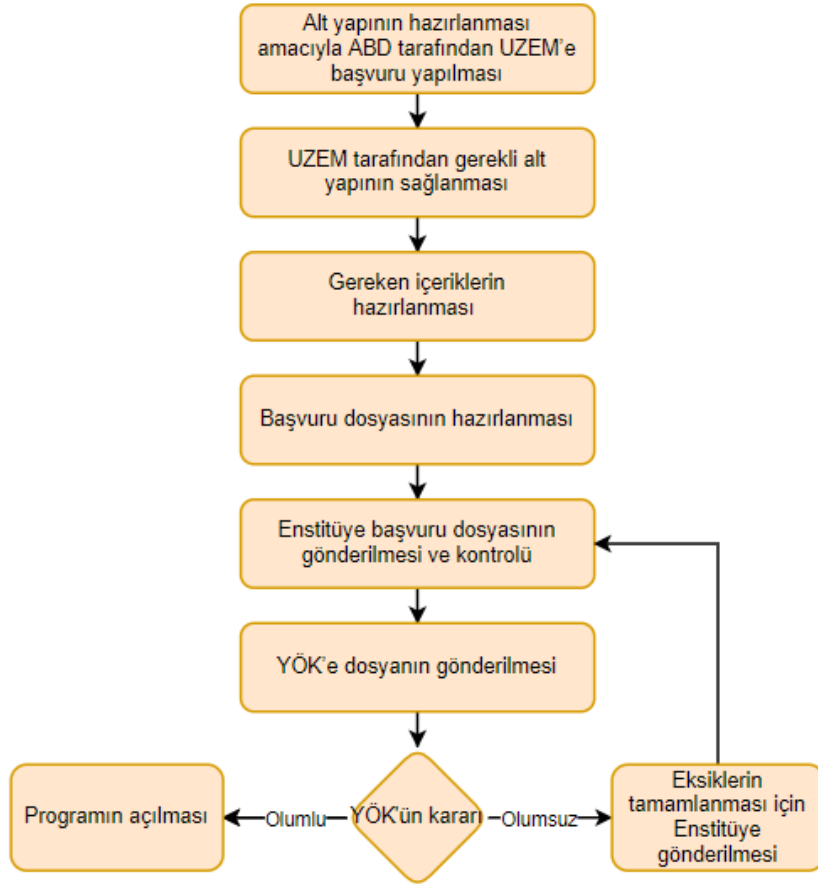 Alt yapının hazırlanması
amacıyla ABD tarafından UZEM'e
başvuru yapılması
UZEM tarafından gerekli alt
yapının sağlanması
Gereken içeriklerin
hazırlanması
Başvuru dosyasının hazırlanması
Enstitüye başvuru dosyasının
gönderilmesi ve kontrolü
YÖK'e dosyanın gönderilmesi
Programın açılması
Olumlu
YÖK'ün kararı
Olumsuz
Eksiklerin
tamamlanması için
Enstitüye
gönderilmesi